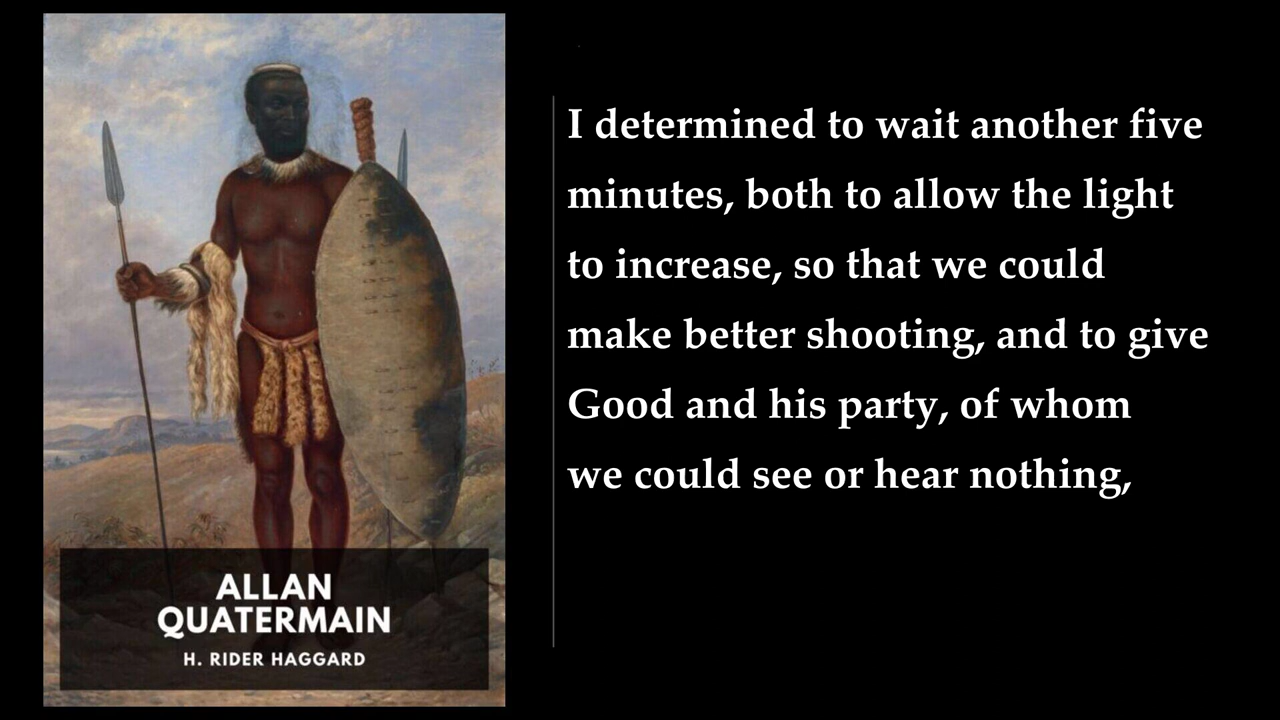 ALLAN
QUATERMAIN
H. RIDER HAGGARD
I determined to wait another five
minutes, both to allow the light
to increase, so that we could
make better shooting, and to give
Good and his party, of whom
we could see or hear nothing,